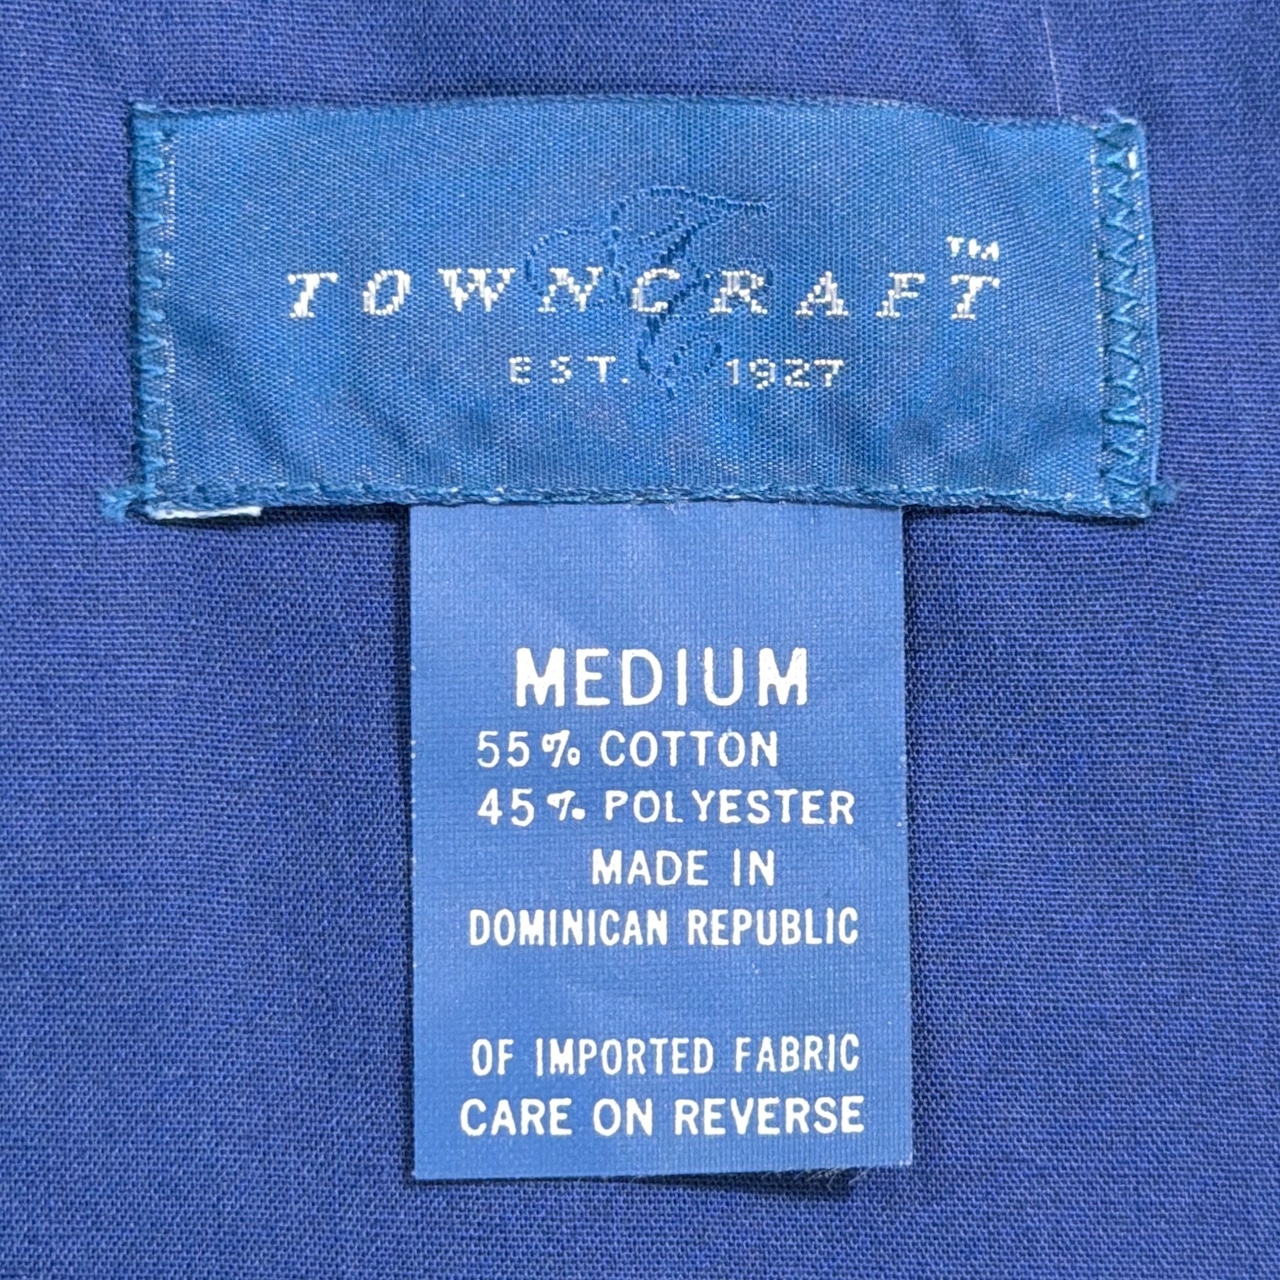 TOWNCRAFT™
EST. 1927
MEDIUM
55% COTTON
45% POLYESTER
MADE IN
DOMINICAN REPUBLIC
OF IMPORTED FABRIC
CARE ON REVERSE